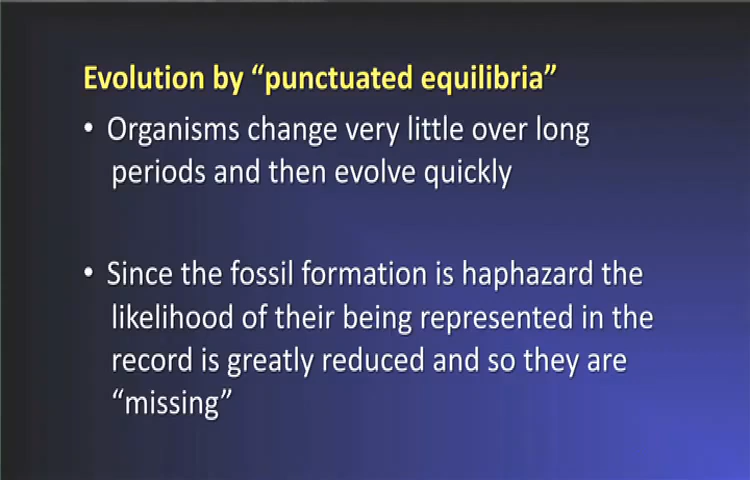 Evolution by “punctuated equilibria”
• Organisms change very little over long
periods and then evolve quickly
• Since the fossil formation is haphazard the
likelihood of their being represented in the
record is greatly reduced and so they are
“missing”